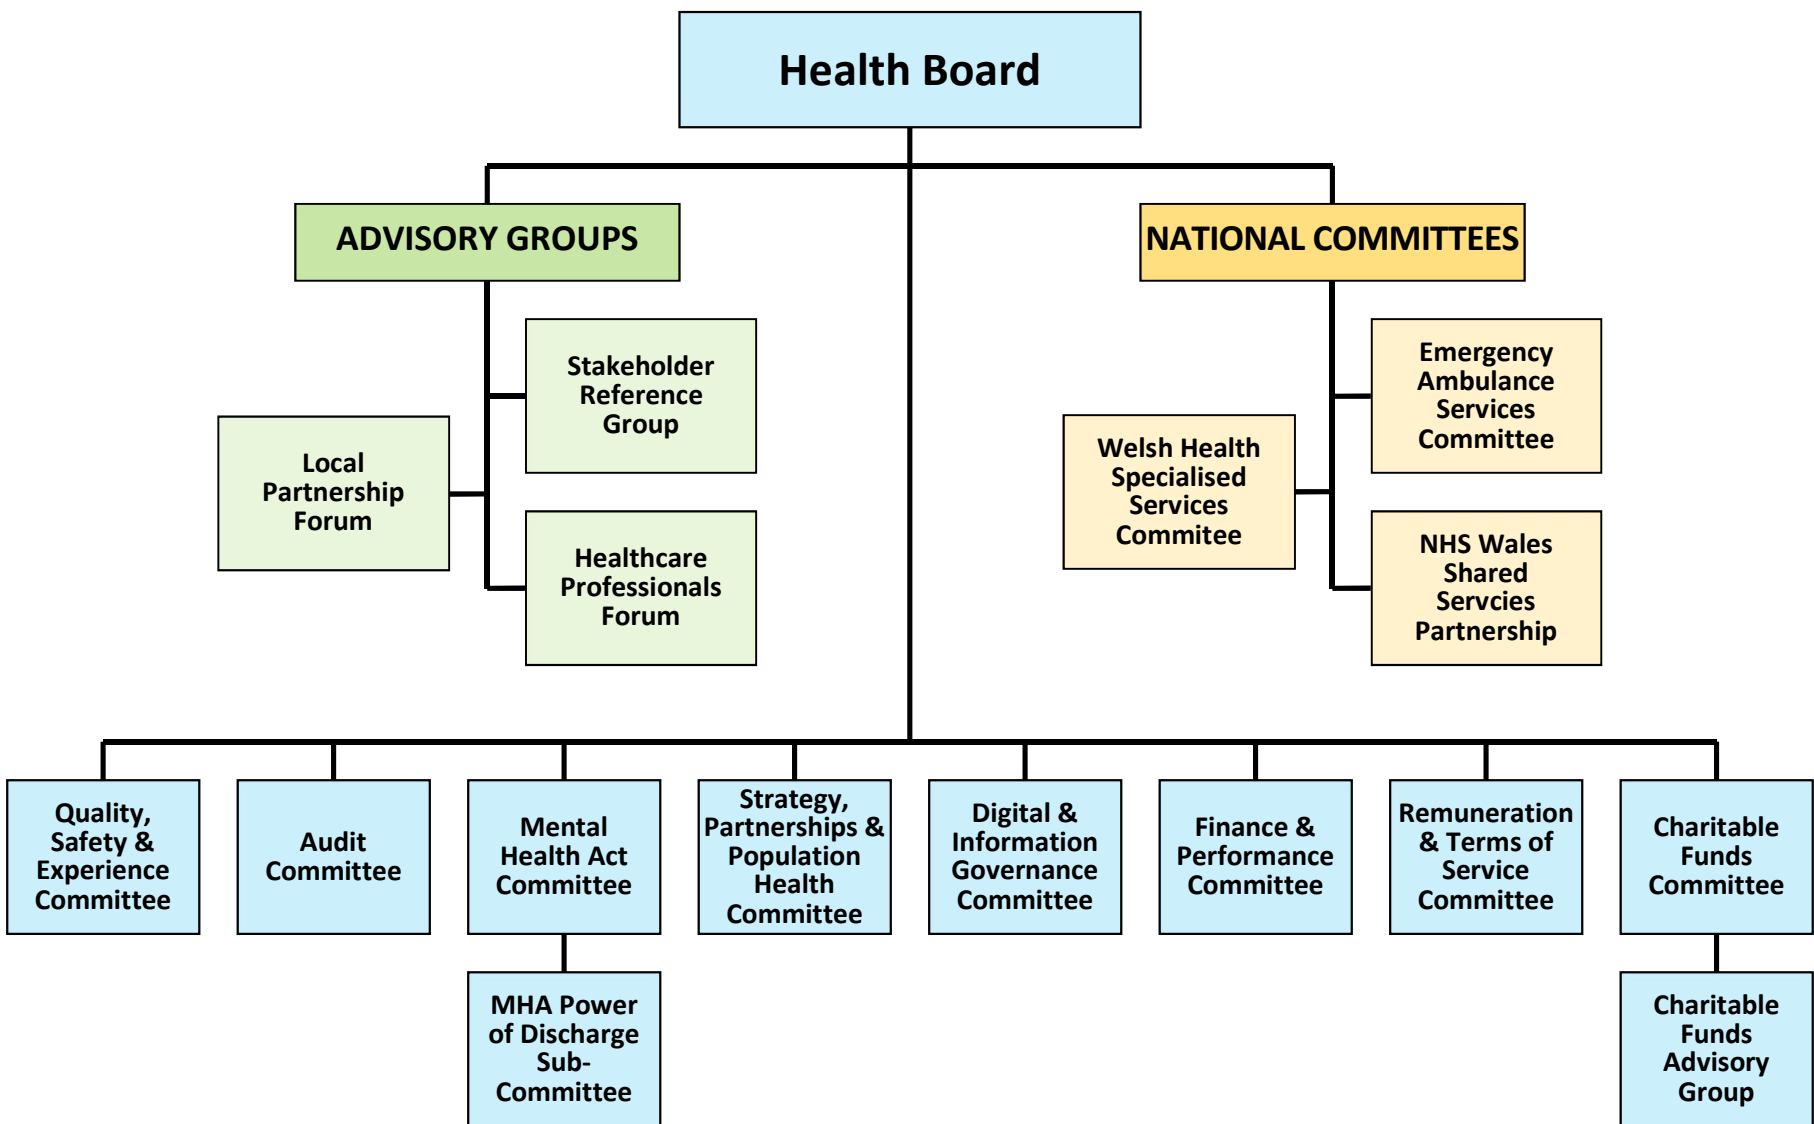 Health Board
ADVISORY GROUPS
NATIONAL COMMITTEES
Stakeholder
Reference
Group
Local
Partnership
Forum
Healthcare
Professionals
Forum
Emergency
Ambulance
Services
Committee
Welsh Health
Specialised
Services
Commitee
NHS Wales
Shared
Servcies
Partnership
Quality,
Safety &
Experience
Committee
Audit
Committee
Mental
Health Act
Committee
Strategy,
Partnerships &
Population
Health
Committee
Digital &
Information
Governance
Committee
Finance &
Performance
Committee
Remuneration
& Terms of
Service
Committee
Charitable
Funds
Committee
MHA Power
of Discharge
Sub-
Committee
Charitable
Funds
Advisory
Group